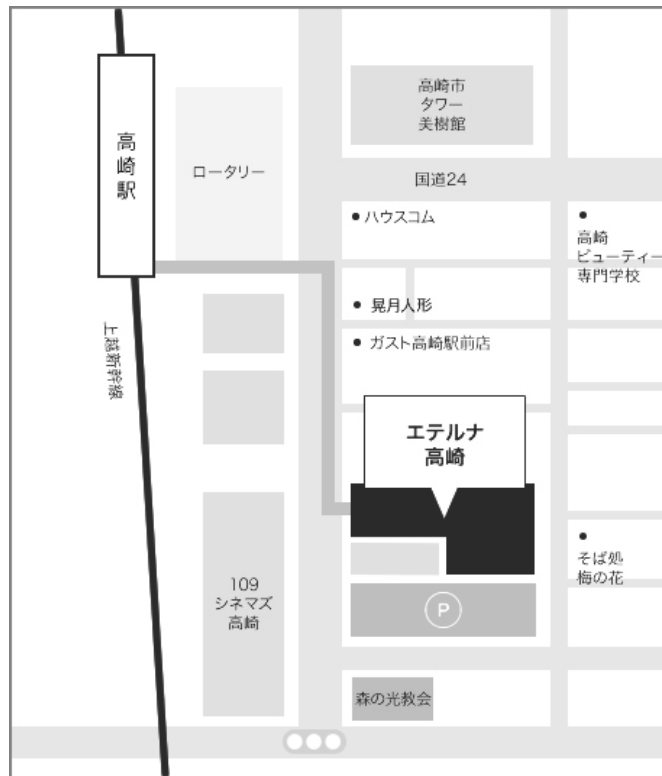 高崎市
タワー
美樹館
高崎駅
ロータリー
国道24
ハウスコム
高崎
ビューティー
専門学校
晃月人形
ガスト高崎駅前店
上越新幹線
エテルナ
高崎
そば処
梅の花
109
シネマズ
高崎
P
森の光教会